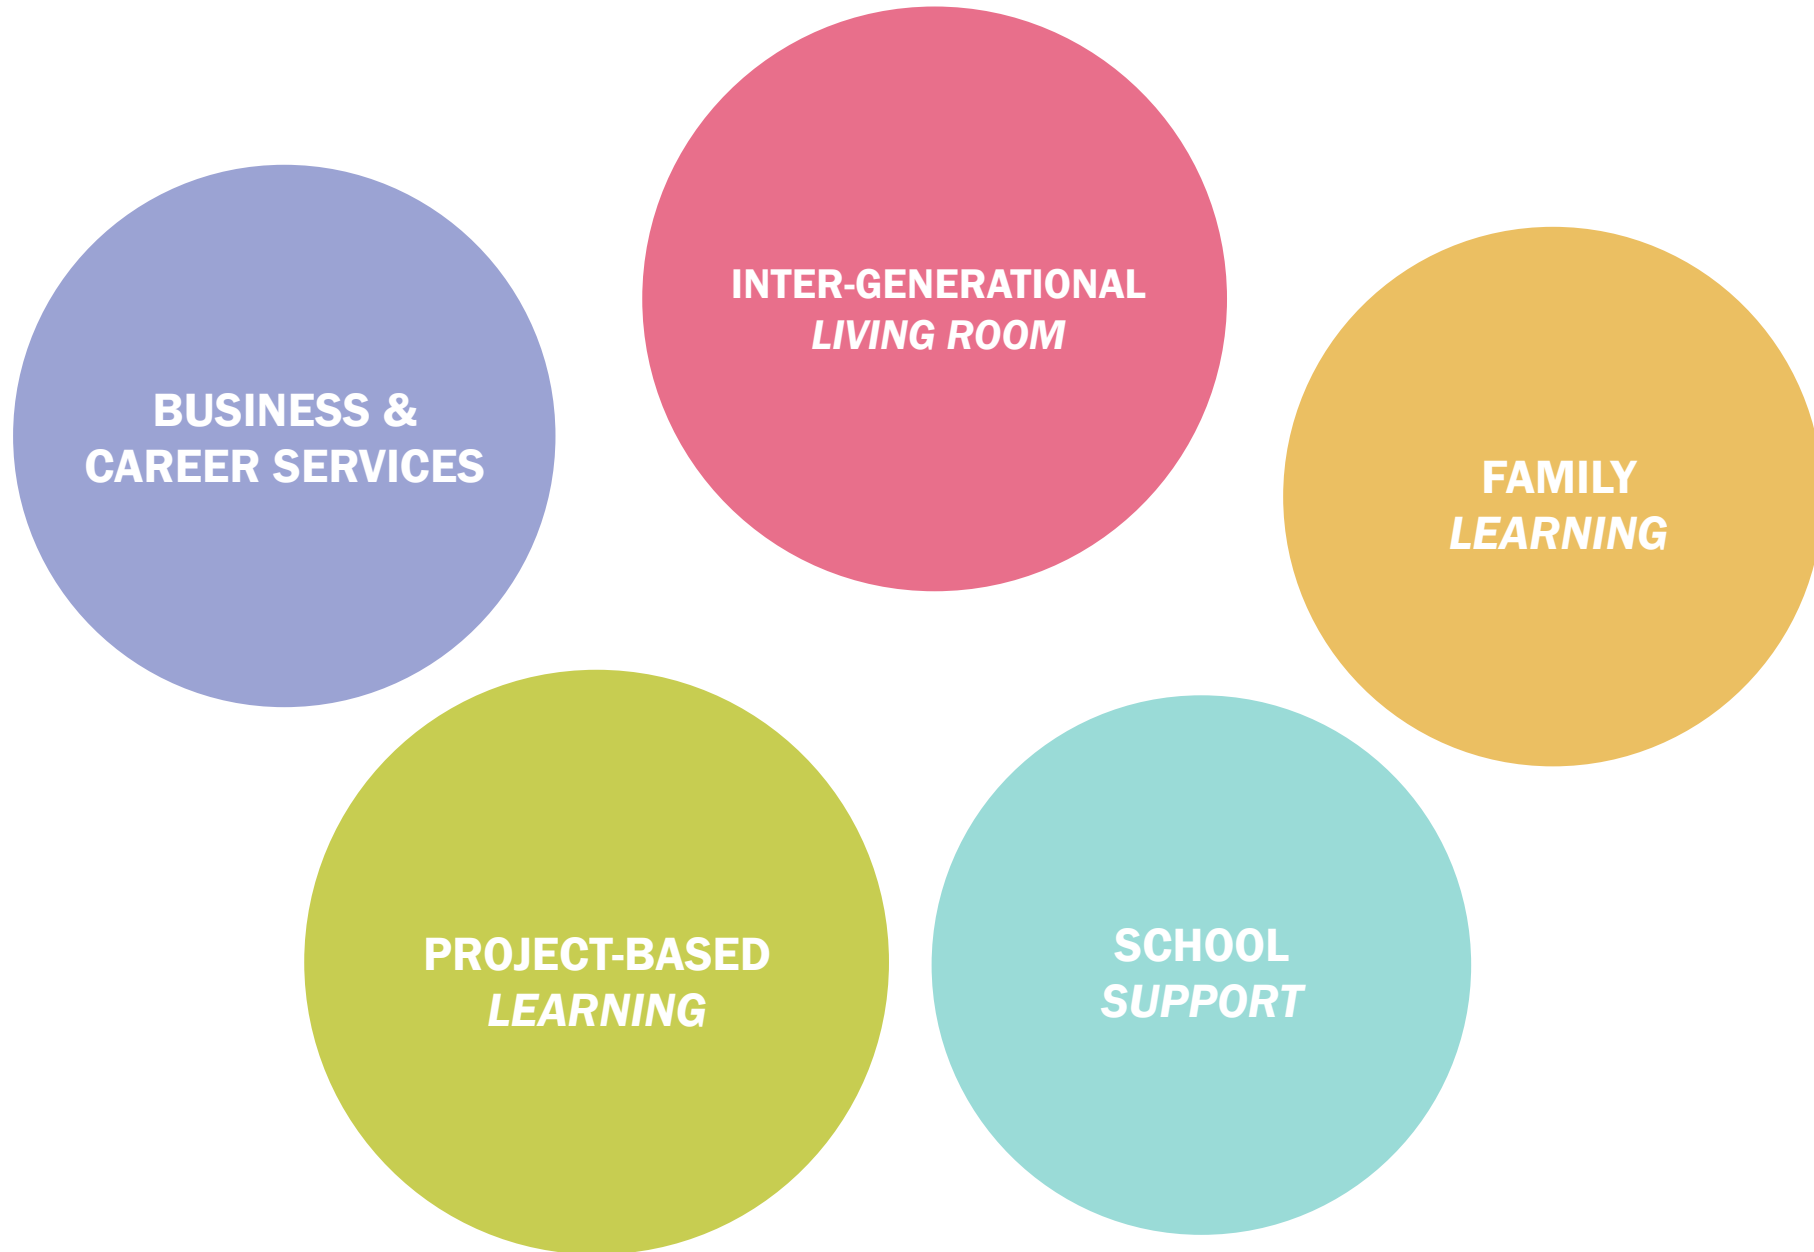 INTER-GENERATIONAL
LIVING ROOM
BUSINESS &
CAREER SERVICES
FAMILY
LEARNING
PROJECT-BASED
LEARNING
SCHOOL
SUPPORT